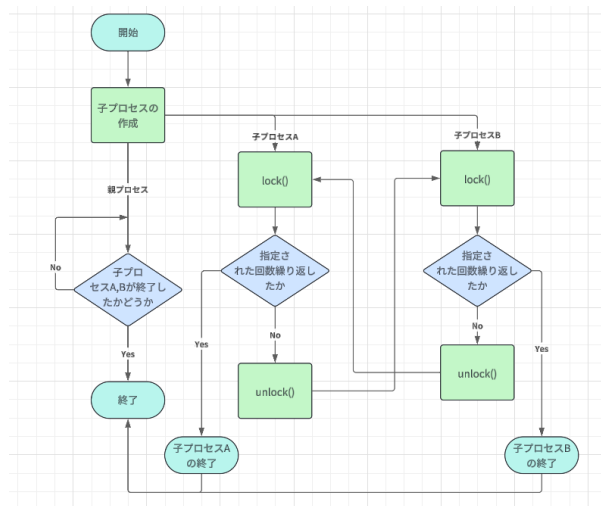 開始
子プロセスの
作成
子プロセスA
子プロセスB
lock()
lock()
親プロセス
指定さ
れた回数繰り返し
たか
指定さ
れた回数繰り返し
たか
No
子プロ
セスA,Bが終了し
たかどうか
No
No
Yes
Yes
Yes
unlock()
unlock()
終了
子プロセスA
の終了
子プロセスB
の終了